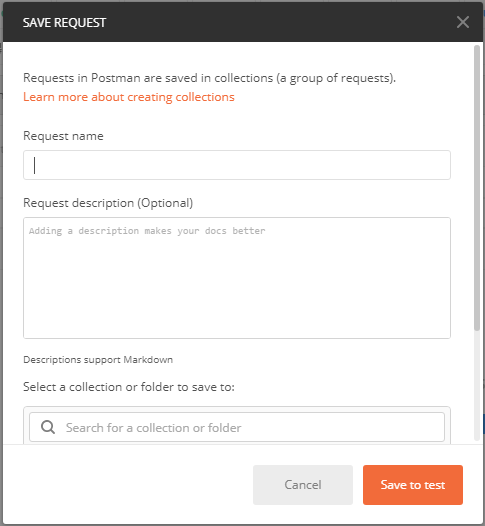 SAVE REQUEST
Requests in Postman are saved in collections (a group of requests).
Learn more about creating collections
Request name
Request description (Optional)
Adding a description makes your docs better
Descriptions support Markdown
Select a collection or folder to save to:
Search for a collection or folder
Cancel
Save to test